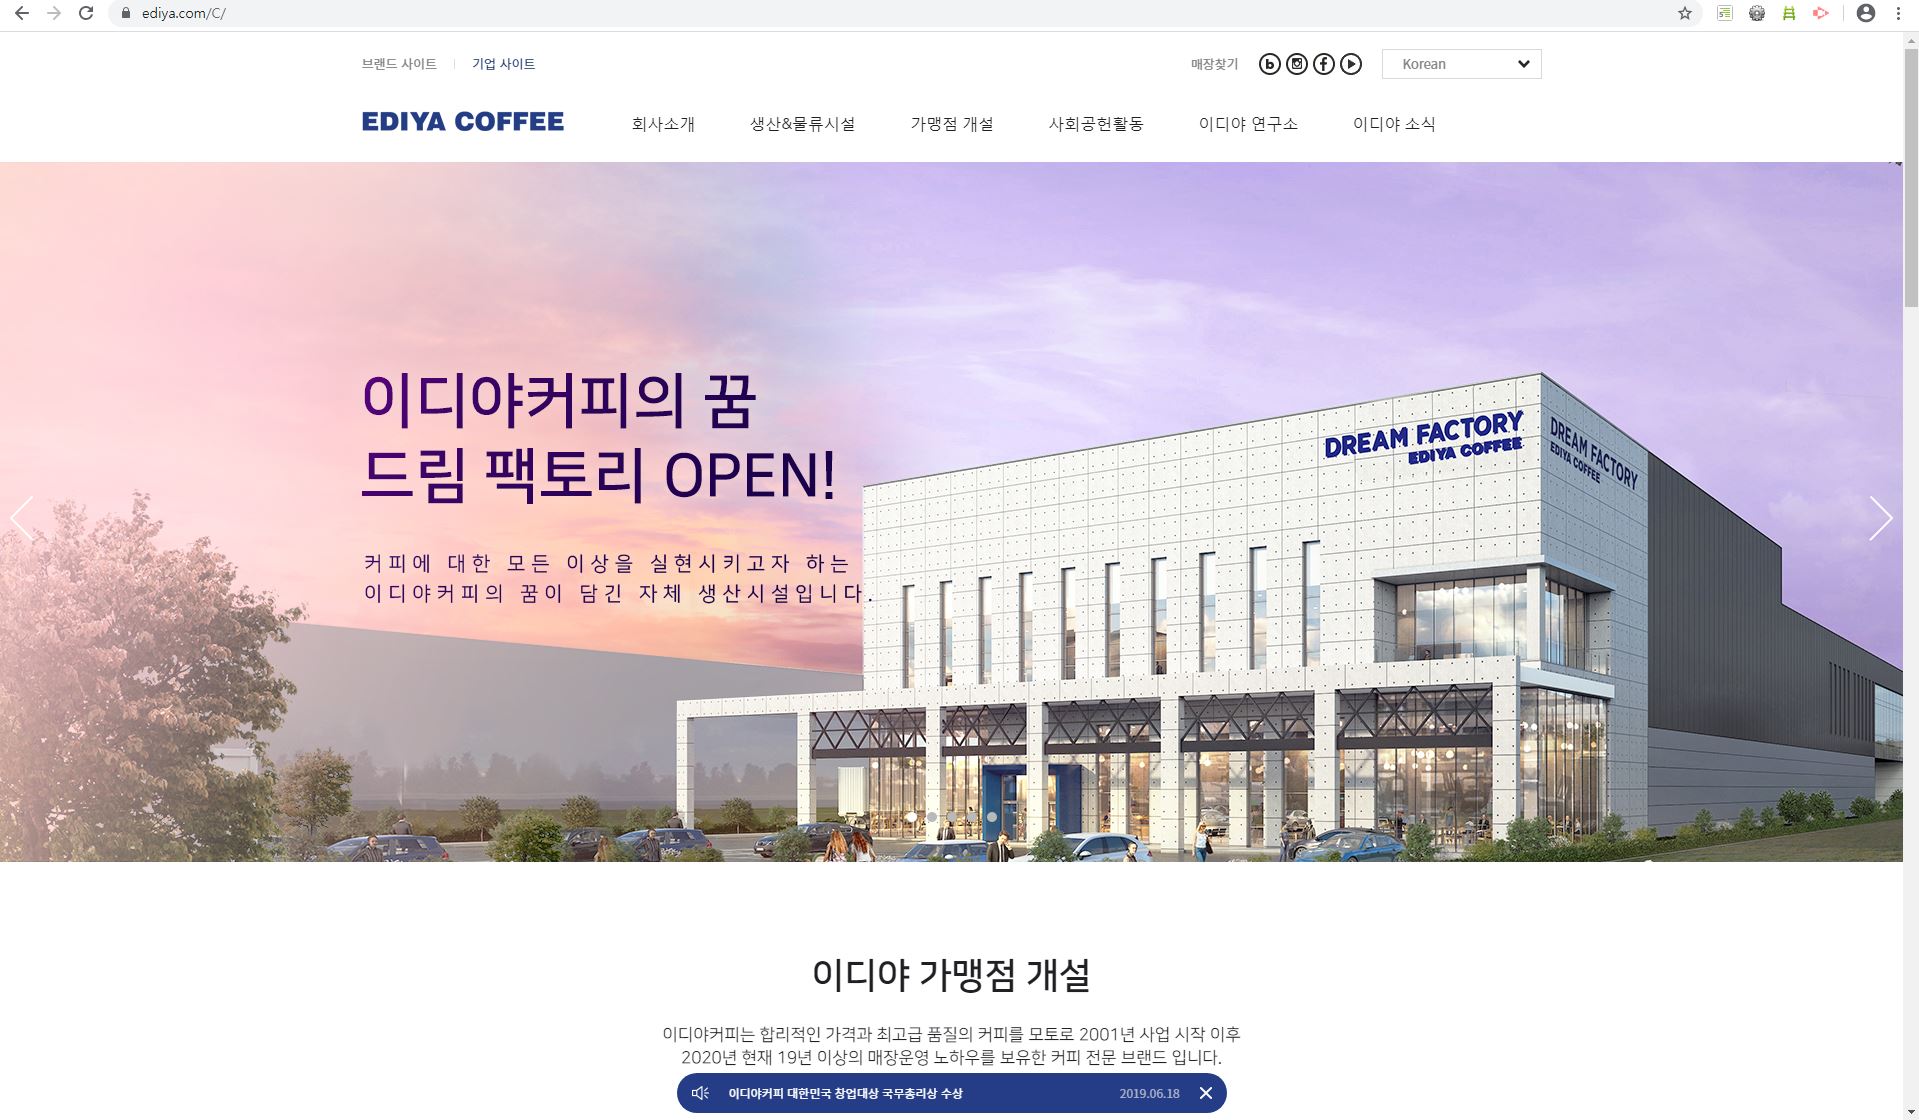 ediya.com/C/
브랜드 사이트
기업 사이트
매장찾기
Korean
EDIYA COFFEE
회사소개
생산&물류시설
가맹점 개설
사회공헌활동
이디야 연구소
이디야 소식
이디야커피의 꿈
드림 팩토리 OPEN!
커피에 대한 모든 이상을 실현시키고자 하는
이디야커피의 꿈이 담긴 자체 생산시설입니다.
DREAM FACTORY
EDIYA COFFEE
DREAM FACTORY
EDIYA COFFEE
이디야 가맹점 개설
이디야커피는 합리적인 가격과 최고급 품질의 커피를 모토로 2001년 사업 시작 이후
2020년 현재 19년 이상의 매장운영 노하우를 보유한 커피 전문 브랜드 입니다.
이디야커피 대한민국 창업대상 국무총리상 수상
2019.06.18